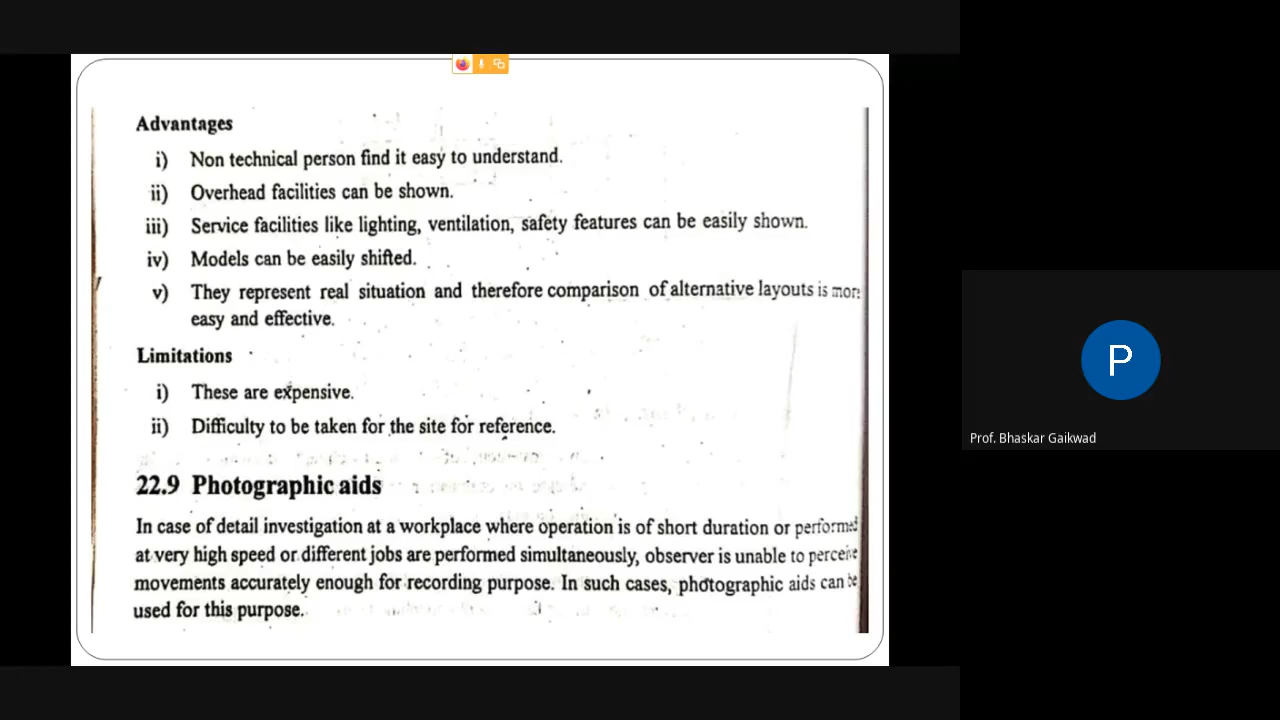 Advantages
i) Non technical person find it easy to understand.
ii) Overhead facilities can be shown.
iii) Service facilities like lighting, ventilation, safety features can be easily shown.
iv) Models can be easily shifted.
v) They represent real situation and therefore comparison of alternative layouts is more
easy and effective.
Limitations
i) These are expensive.
ii) Difficulty to be taken for the site for reference.
22.9 Photographic aids
In case of detail investigation at a workplace where operation is of short duration or performed
at very high speed or different jobs are performed simultaneously, observer is unable to perceive
movements accurately enough for recording purpose. In such cases, photographic aids can be
used for this purpose.
P
Prof. Bhaskar Gaikwad